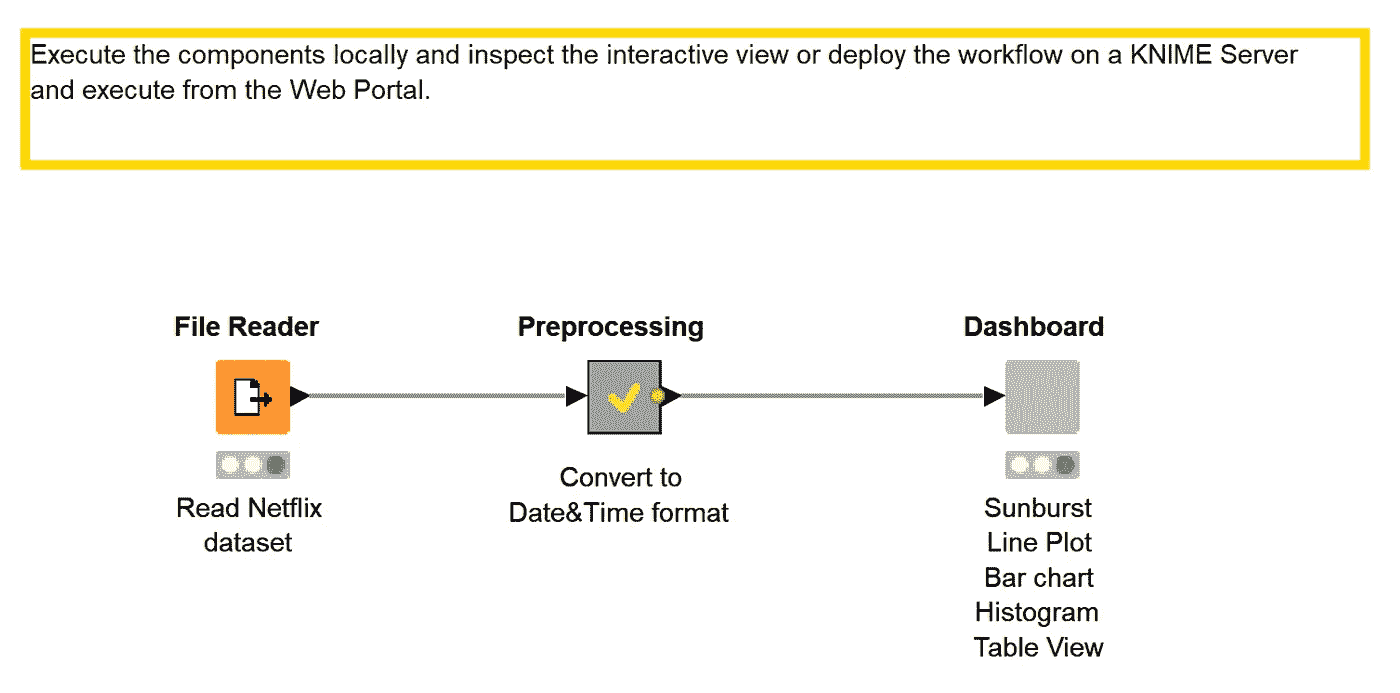 Execute the components locally and inspect the interactive view or deploy the workflow on a KNIME Server
and execute from the Web Portal.
File Reader
Preprocessing
Dashboard
Read Netflix
dataset
Convert to
Date&Time format
Sunburst
Line Plot
Bar chart
Histogram
Table View